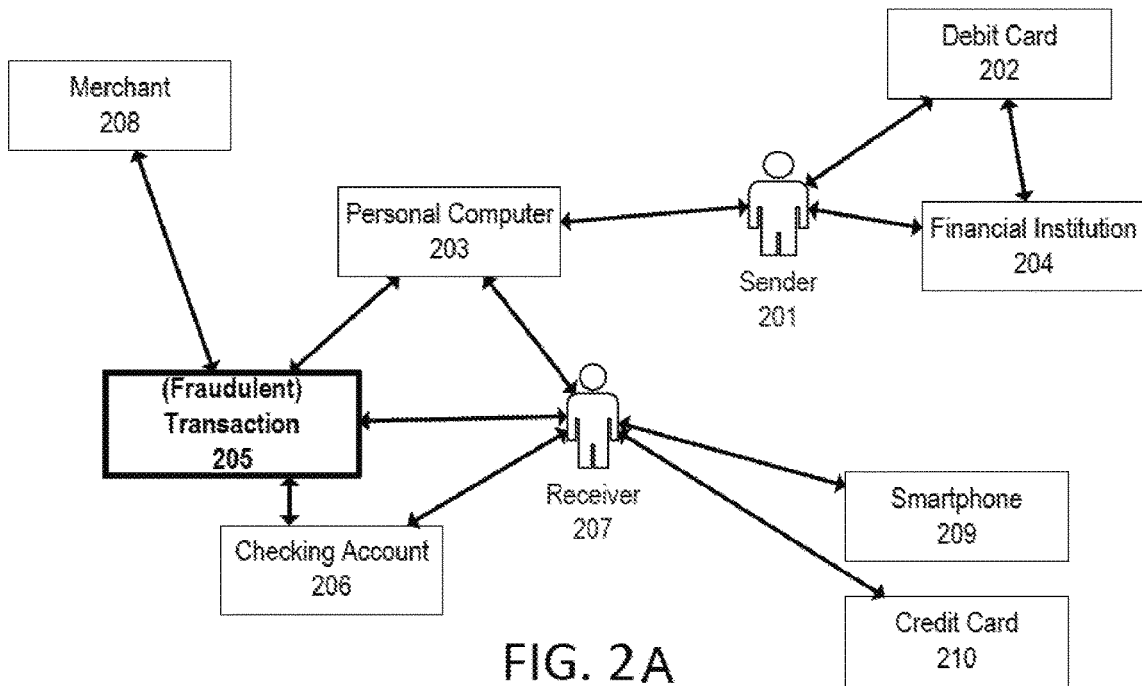 Debit Card
202
Merchant
208
Personal Computer
203
Financial Institution
204
Sender
201
(Fraudulent)
Transaction
205
Receiver
207
Smartphone
209
Checking Account
206
Credit Card
210
FIG. 2A